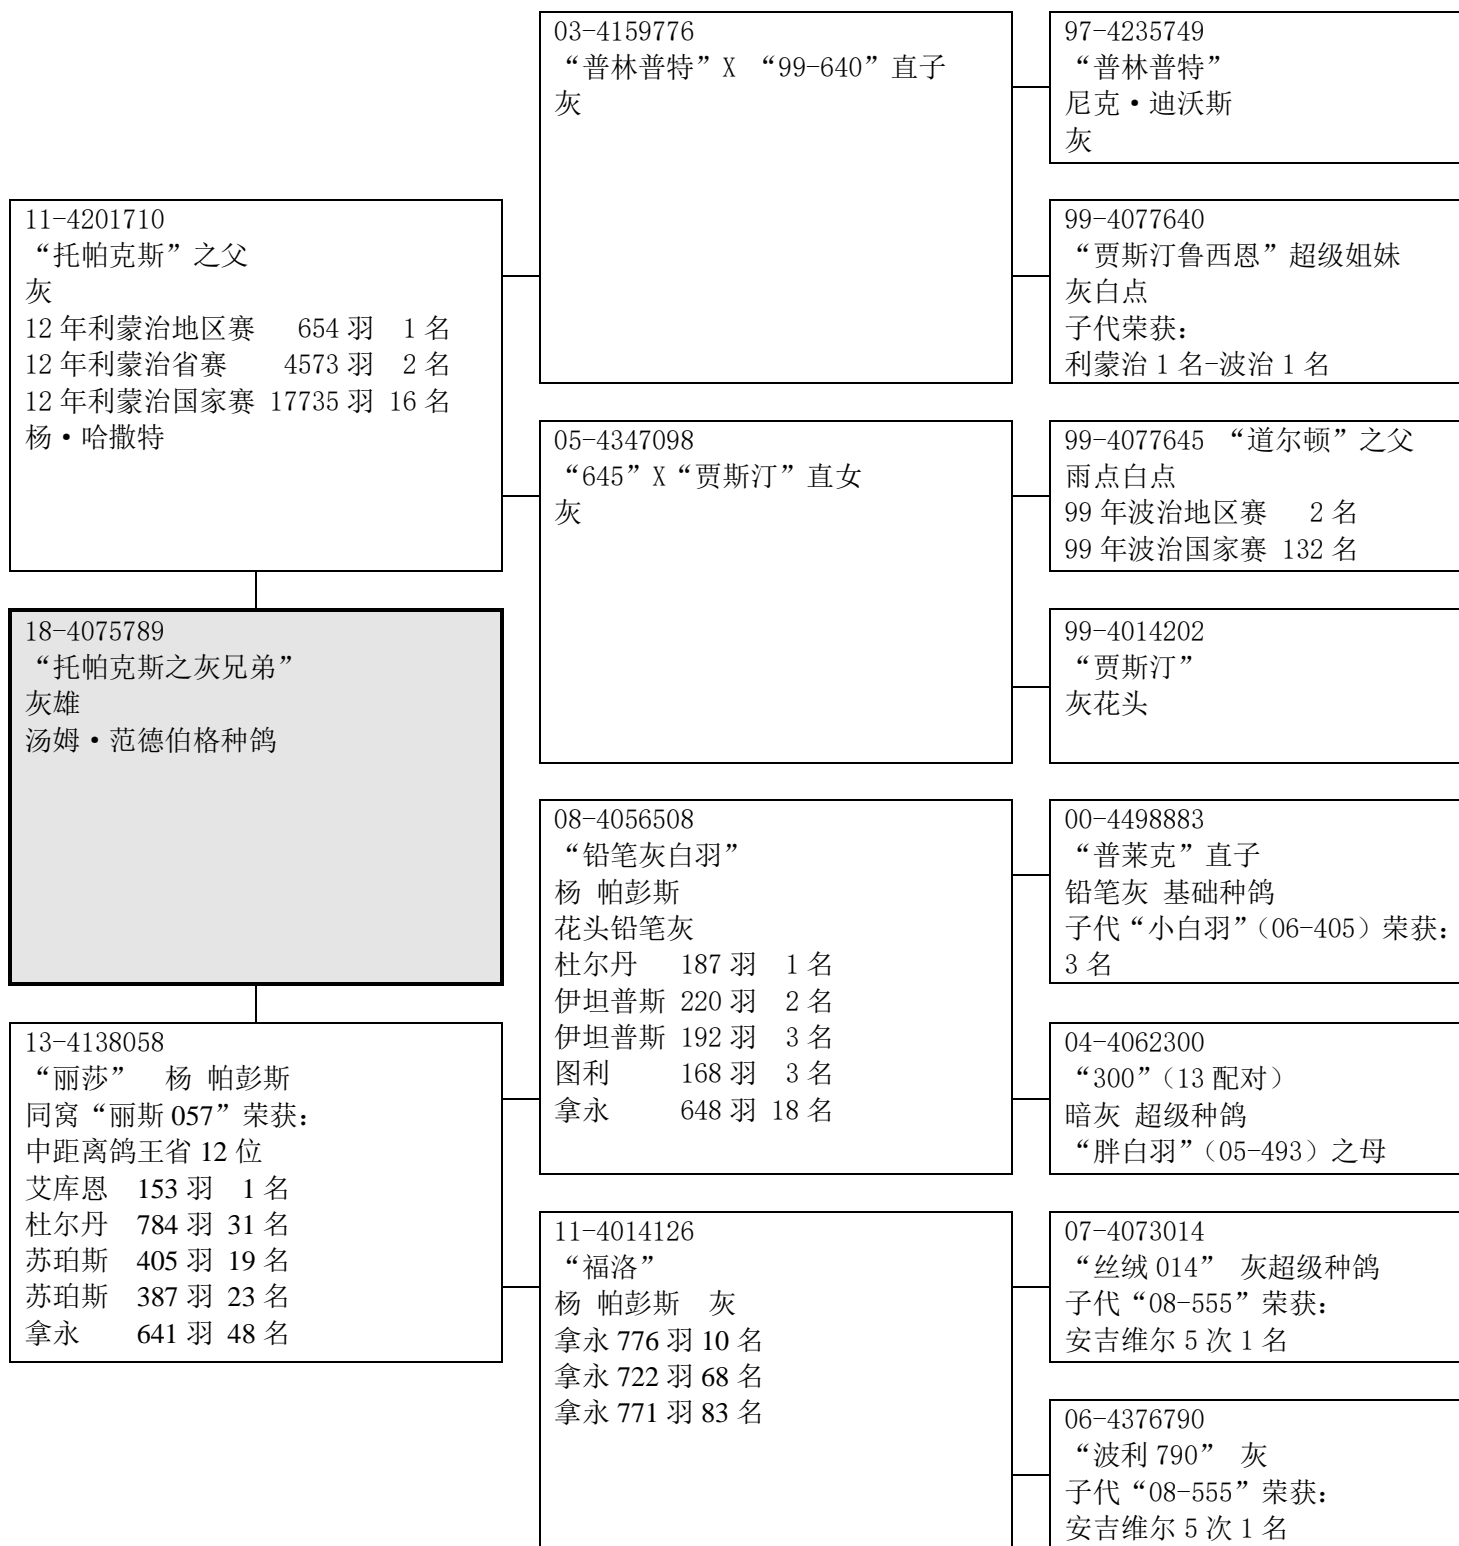 11-4201710
“托帕克斯”之父
灰
12 年利蒙治地区赛 654 羽 1 名
12 年利蒙治省赛 4573 羽 2 名
12 年利蒙治国家赛 17735 羽 16 名
杨·哈撒特
18-4075789
“托帕克斯之灰兄弟”
灰雄
汤姆·范德伯格种鸽
13-4138058
“丽莎” 杨 帕彭斯
同窝“丽斯 057”荣获：
中距离鸽王省 12 位
艾库恩 153 羽 1 名
杜尔丹 784 羽 31 名
苏珀斯 405 羽 19 名
苏珀斯 387 羽 23 名
拿永 641 羽 48 名
03-4159776
“普林普特”X “99-640”直子
灰
05-4347098
“645”X“贾斯汀”直女
灰
08-4056508
“铅笔灰白羽”
杨 帕彭斯
花头铅笔灰
杜尔丹 187 羽 1 名
伊坦普斯 220 羽 2 名
伊坦普斯 192 羽 3 名
图利 168 羽 3 名
拿永 648 羽 18 名
11-4014126
“福洛”
杨 帕彭斯 灰
拿永 776 羽 10 名
拿永 722 羽 68 名
拿永 771 羽 83 名
97-4235749
“普林普特”
尼克·迪沃斯
灰
99-4077640
“贾斯汀鲁西恩”超级姐妹
灰白点
子代荣获：
利蒙治 1 名-波治 1 名
99-4077645 “道尔顿”之父
雨点白点
99 年波治地区赛 2 名
99 年波治国家赛 132 名
99-4014202
“贾斯汀”
灰花头
00-4498883
“普莱克”直子
铅笔灰 基础种鸽
子代“小白羽”（06-405）荣获：
3 名
04-4062300
“300”（13 配对）
暗灰 超级种鸽
“胖白羽”（05-493）之母
07-4073014
“丝绒 014” 灰超级种鸽
子代“08-555”荣获：
安吉维尔 5 次 1 名
06-4376790
“波利 790” 灰
子代“08-555”荣获：
安吉维尔 5 次 1 名